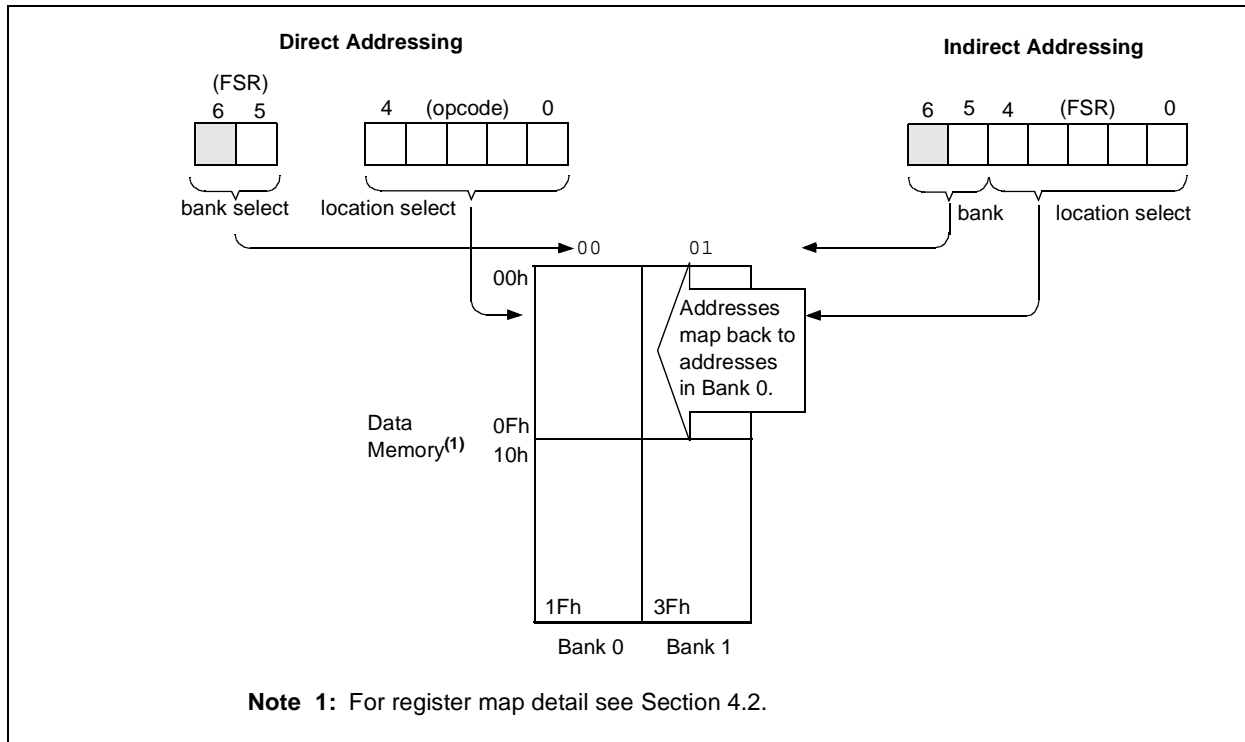 Direct Addressing
Indirect Addressing
(FSR)
6 5
4 (opcode) 0
6 5 4 (FSR) 0
bank select
location select
bank
location select
00
01
00h
Addresses
map back to
addresses
in Bank 0.
Data
Memory(1)
0Fh
10h
1Fh
3Fh
Bank 0
Bank 1
Note 1: For register map detail see Section 4.2.